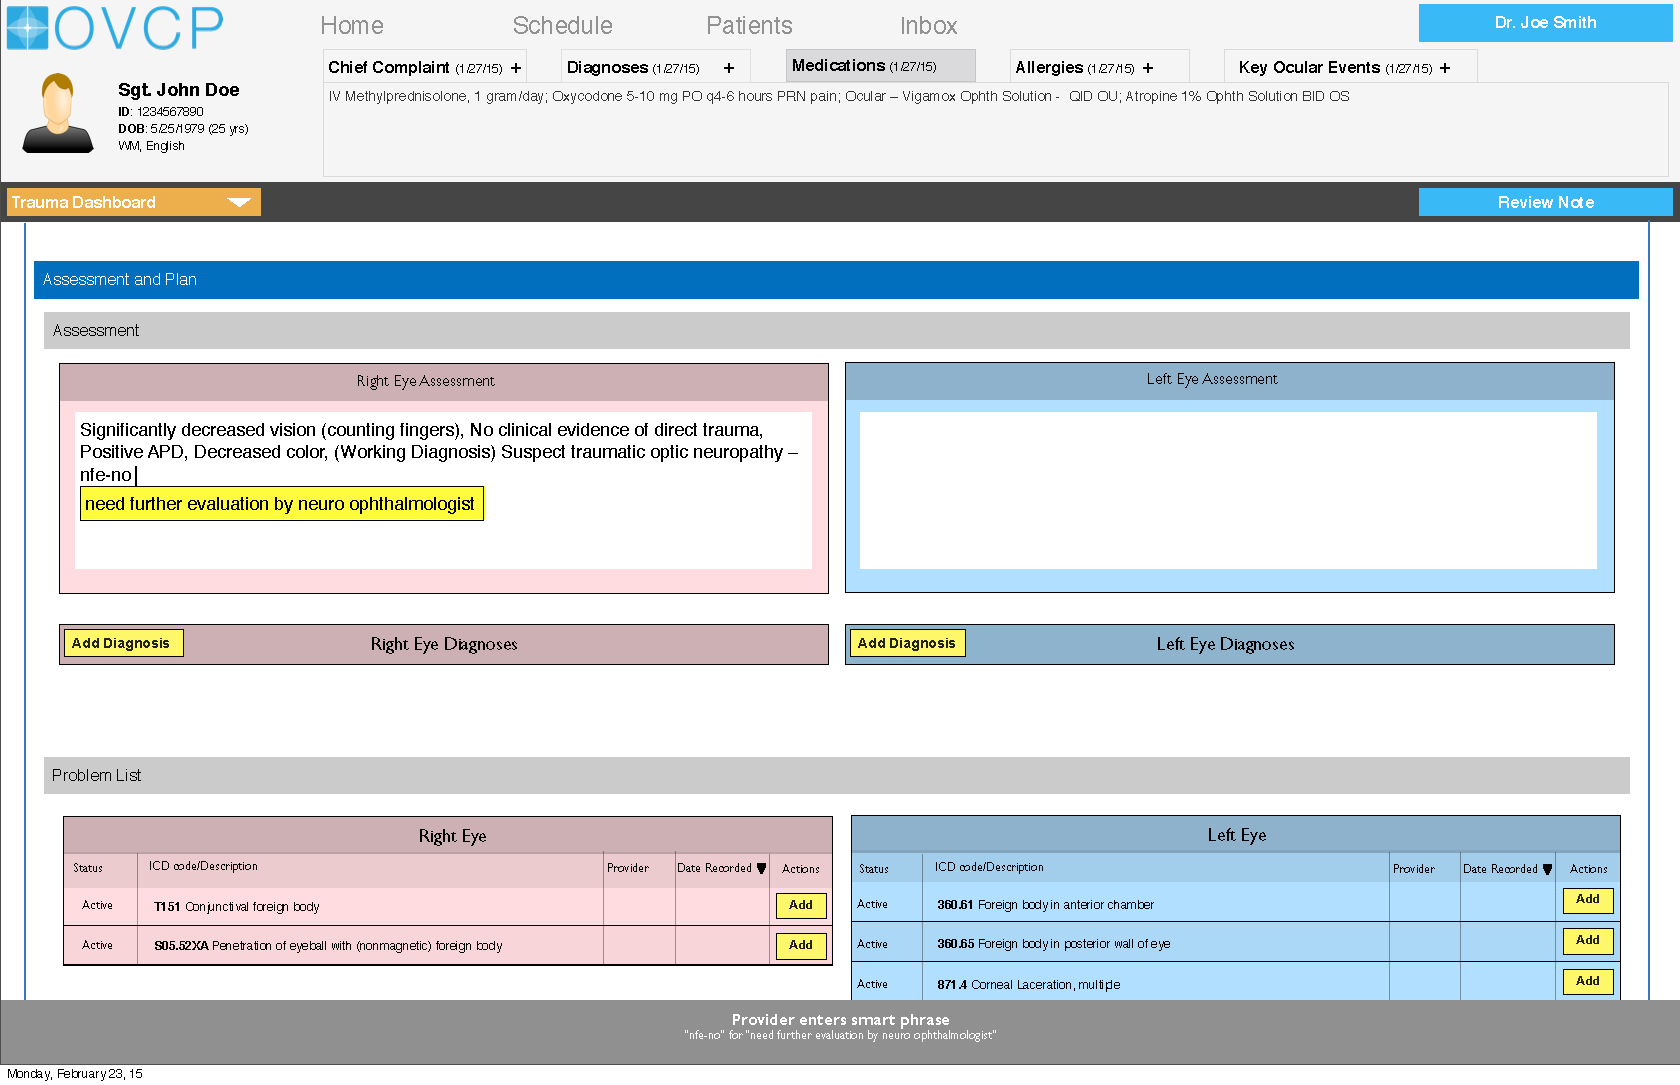 OVCP
Home Schedule Patients Inbox
Dr. Joe Smith
Chief Complaint (1/27/15) + Diagnoses (1/27/15) + Medications (1/27/15) Allergies (1/27/15) + Key Ocular Events (1/27/15) +
IV Methylprednisolone, 1 gram/day; Oxycodone 5-10 mg PO q4-6 hours PRN pain; Ocular – Vigamox Ophth Solution - QID OU; Atropine 1% Ophth Solution BID OS
Sgt. John Doe
ID: 1234567890
DOB: 5/25/1979 (25 yrs)
WM, English
Trauma Dashboard
Review Note
Assessment and Plan
Assessment
Right Eye Assessment
Significantly decreased vision (counting fingers), No clinical evidence of direct trauma,
Positive APD, Decreased color, (Working Diagnosis) Suspect traumatic optic neuropathy –
nfe-no
need further evaluation by neuro ophthalmologist
Left Eye Assessment
Add Diagnosis Right Eye Diagnoses
Add Diagnosis Left Eye Diagnoses
Problem List
Right Eye
Status ICD code/Description Provider Date Recorded ▼ Actions
Active T151 Conjunctival foreign body Add
Active S05.52XA Penetration of eyeball with (nonmagnetic) foreign body Add
Left Eye
Status ICD code/Description Provider Date Recorded ▼ Actions
Active 360.61 Foreign body in anterior chamber Add
Active 360.65 Foreign body in posterior wall of eye Add
Active 871.4 Corneal Laceration, multiple Add
Provider enters smart phrase
"nfe-no" for "need further evaluation by neuro ophthalmologist"
Monday, February 23, 15